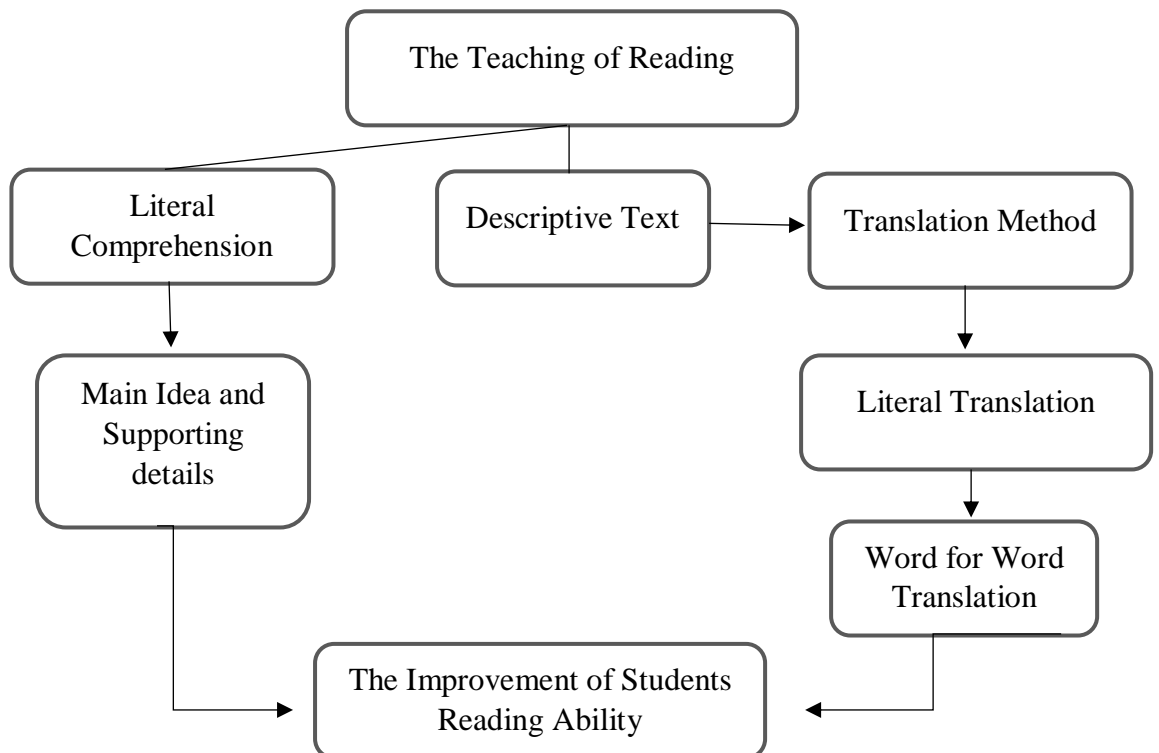 The Teaching of Reading
Literal
Comprehension
Descriptive Text
Translation Method
Main Idea and
Supporting
details
Literal Translation
Word for Word
Translation
The Improvement of Students
Reading Ability